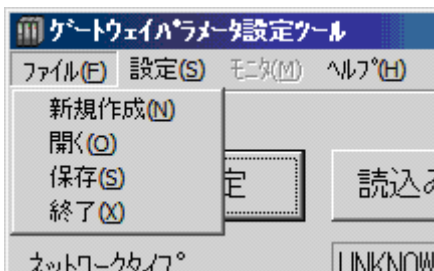 ゲートウェイパラメータ設定ツール
ファイル(F) 設定(S) モニタ(M) ヘルプ(H)
新規作成(N)
開く(O)
保存(S)
終了(X)
定 読込み
ネットワークタイプ UNKNOW